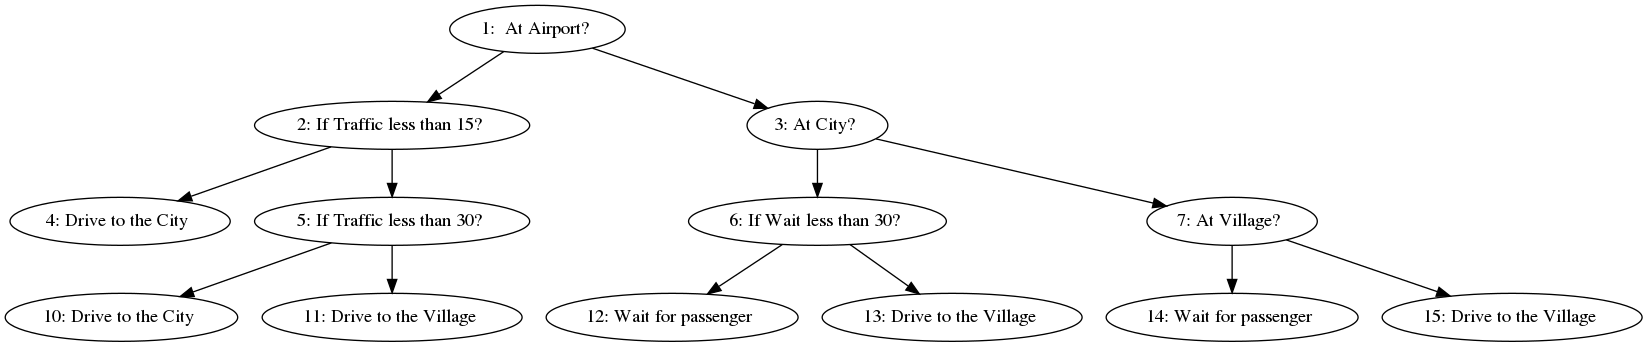 1:  At Airport?
2: If Traffic less than 15?
3: At City?
4: Drive to the City
5: If Traffic less than 30?
6: If Wait less than 30?
7: At Village?
10: Drive to the City
11: Drive to the Village
12: Wait for passenger
13: Drive to the Village
14: Wait for passenger
15: Drive to the Village